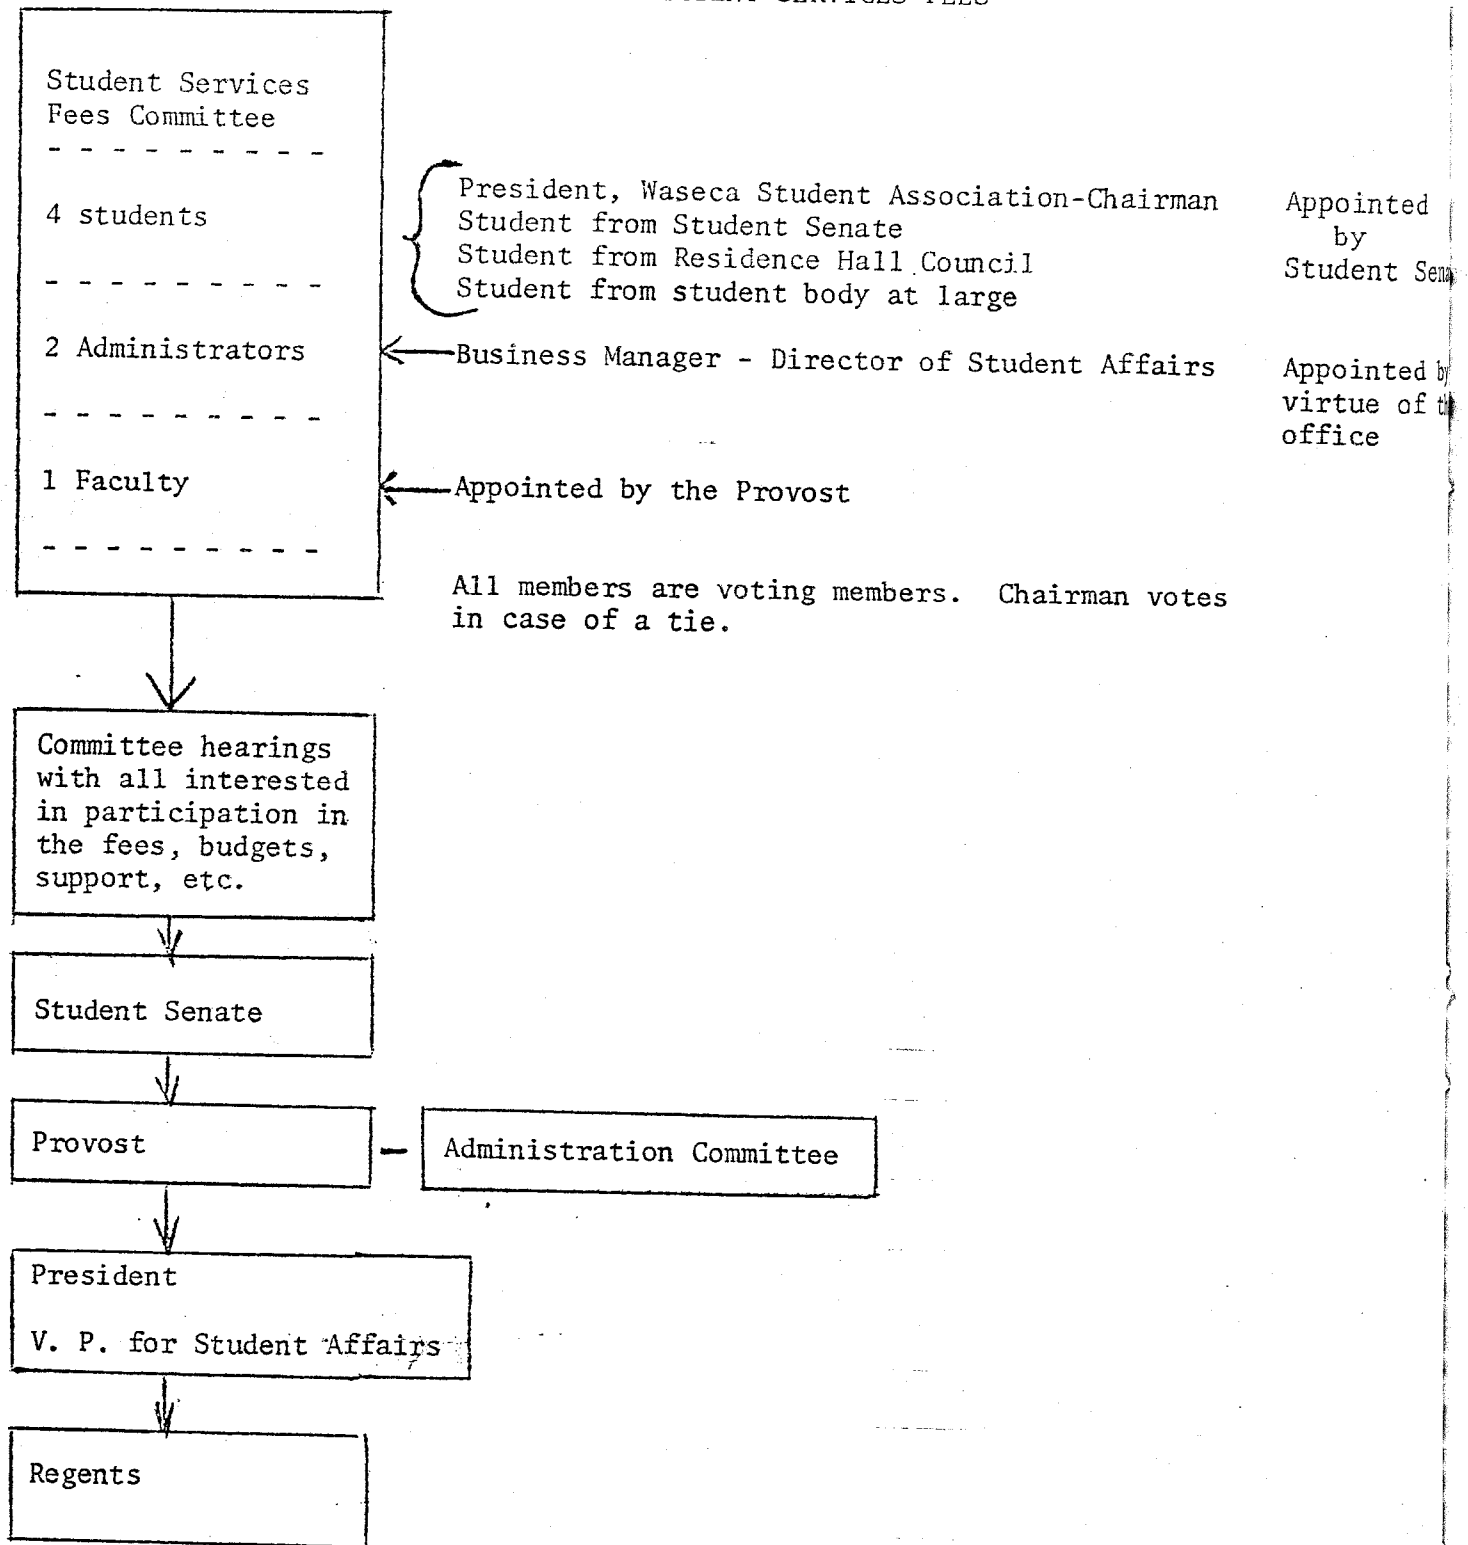 SERVICES FEES
Student Services
Fees Committee
4 students
President, Waseca Student Association-Chairman
Student from Student Senate
Student from Residence Hall Council
Student from student body at large
Appointed
by
Student
2 Administrators
Business Manager - Director of Student Affairs
Appointed by
virtue of
office
1 Faculty
Appointed by the Provost
All members are voting members. Chairman votes
in case of a tie.
Committee hearings
with all interested
in participation in
the fees, budgets,
support, etc.
Student Senate
Provost
Administration Committee
President
V. P. for Student Affairs
Regents